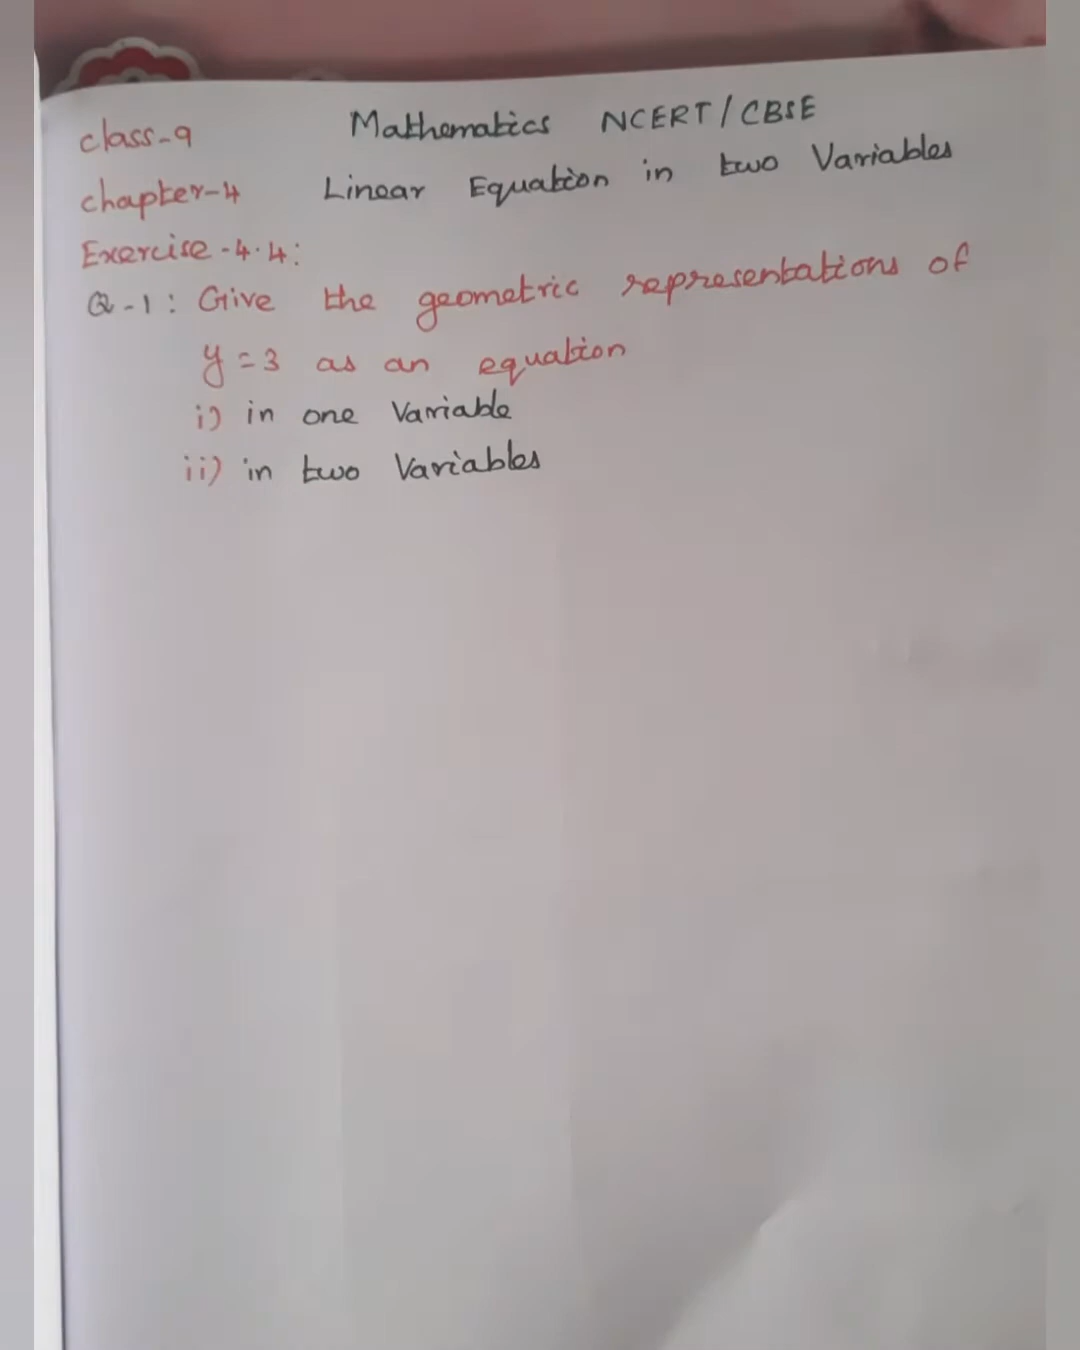 class-9 Mathematics NCERT/CBSE
chapter-4 Linear Equation in two Variables
Exercise-4.4:
Q-1: Give the geometric representations of
y=3 as an equation
i) in one Variable
ii) in two Variables